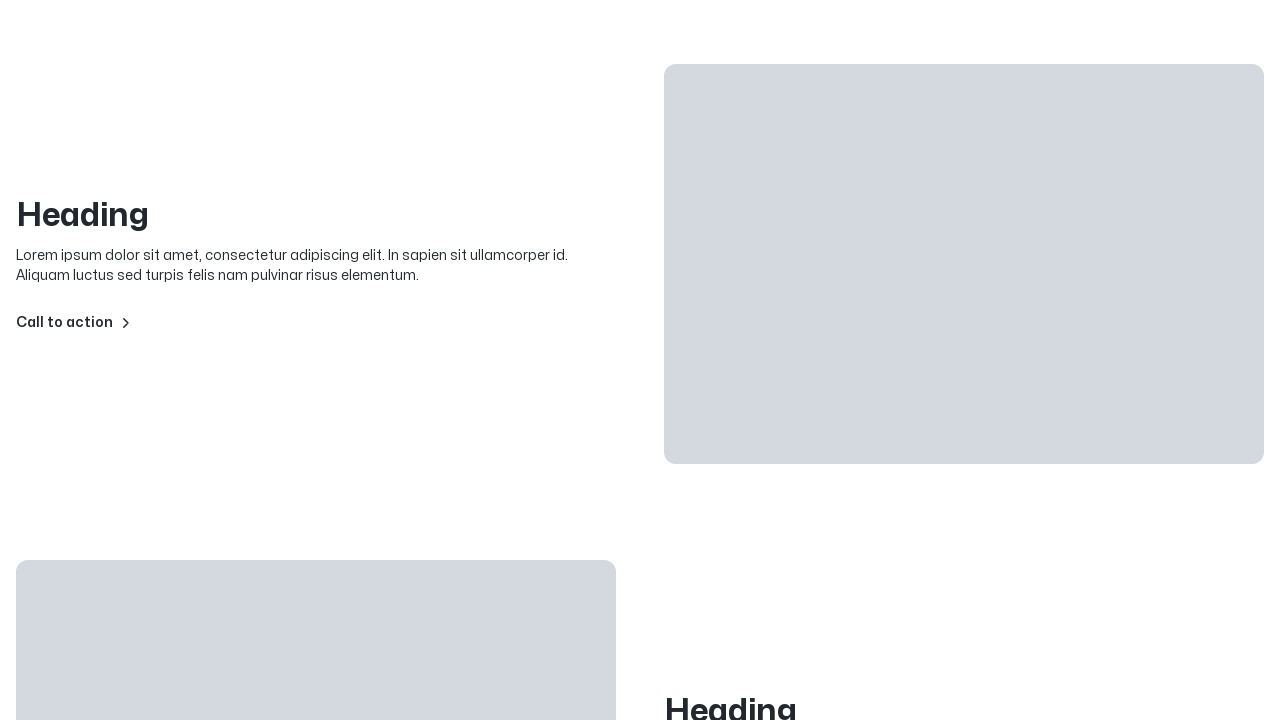 Heading
Lorem ipsum dolor sit amet, consectetur adipiscing elit. In sapien sit ullamcorper id.
Aliquam luctus sed turpis felis nam pulvinar risus elementum.
Call to action
Heading